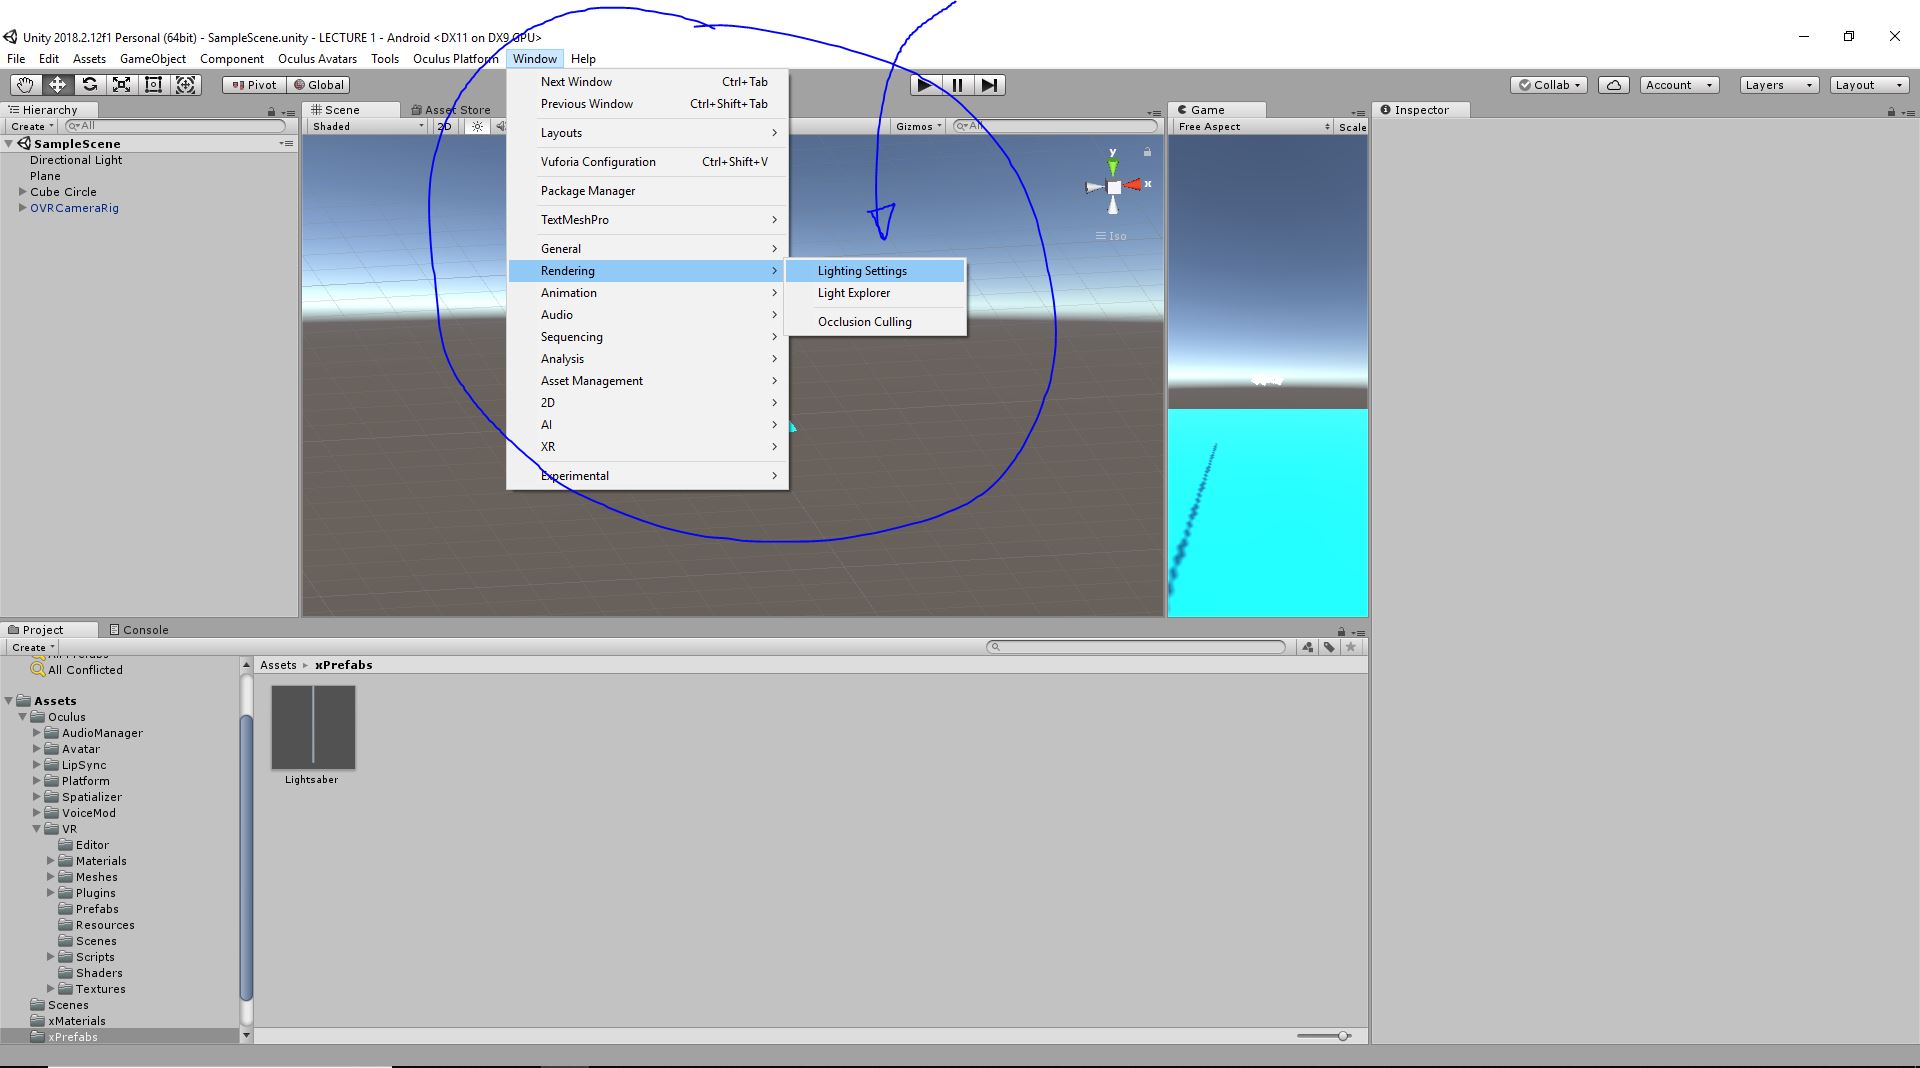 Unity 2018.2.12f1 Personal (64bit) - SampleScene.unity - LECTURE 1 - Android <DX11 on DX9 GPU>
File Edit Assets GameObject Component Oculus Avatars Tools Oculus Platform Window Help
Pivot Global
Collab Account Layers Layout
Hierarchy
Create All
SampleScene
Directional Light
Plane
Cube Circle
OVRCameraRig
Scene Asset Store
Shaded 2D Gizmos All
Next Window Ctrl+Tab
Previous Window Ctrl+Shift+Tab
Layouts
Vuforia Configuration Ctrl+Shift+V
Package Manager
TextMeshPro
General
Rendering
Animation
Audio
Sequencing
Analysis
Asset Management
2D
AI
XR
Experimental
Lighting Settings
Light Explorer
Occlusion Culling
y
x
Iso
Game
Free Aspect Scale
Inspector
Project Console
Create
All Prefabs
All Conflicted
Assets
Oculus
AudioManager
Avatar
LipSync
Platform
Spatializer
VoiceMod
VR
Editor
Materials
Meshes
Plugins
Prefabs
Resources
Scenes
Scripts
Shaders
Textures
Scenes
xMaterials
xPrefabs
Assets xPrefabs
Lightsaber